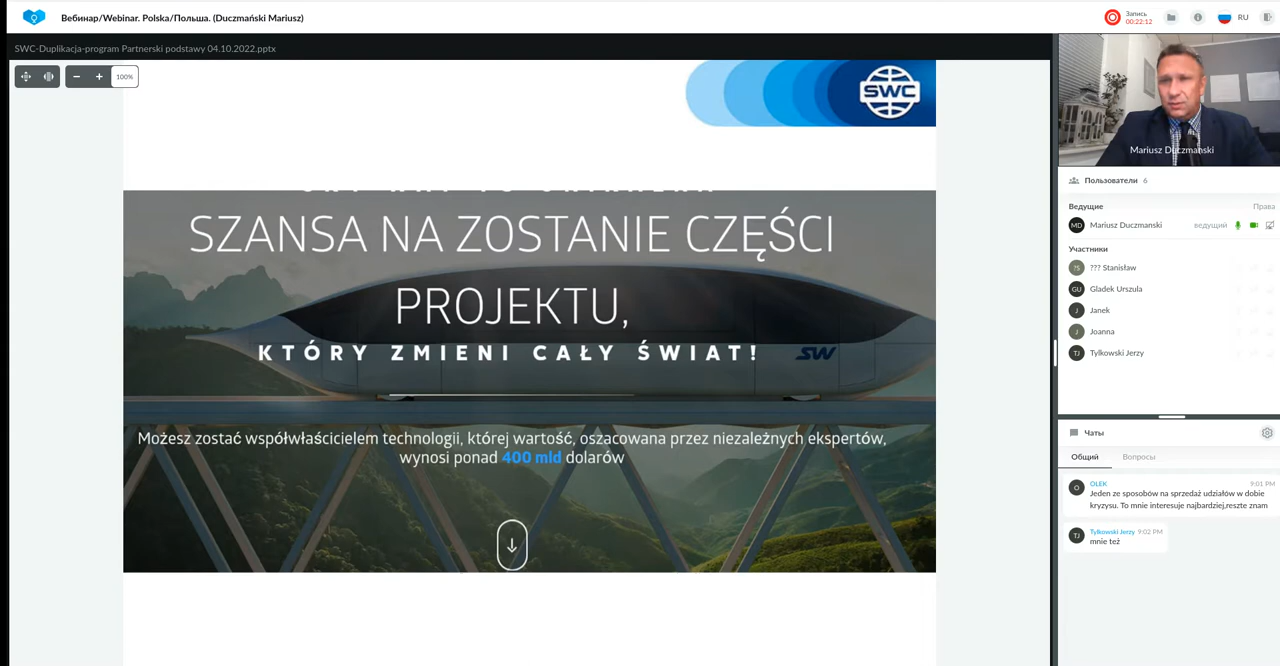 Вебинар/Webinar. Polska/Польша. (Duczmański Mariusz)
Запись
00:22:12
RU
SWC-Duplikacja-program Partnerski podstawy 04.10.2022.pptx
100%
SWC
SZANSA NA ZOSTANIE CZĘŚCI
PROJEKTU,
KTÓRY ZMIENI CAŁY ŚWIAT!
SW
Możesz zostać współwłaścicielem technologii, której wartość, oszacowana przez niezależnych ekspertów,
wynosi ponad 400 mld dolarów
Mariusz Duczmanski
Пользователи 6
Ведущие Права
MD Mariusz Duczmanski ведущий
Участники
?S ??? Stanisław
GU Gladek Urszula
J Janek
J Joanna
TJ Tylkowski Jerzy
Чаты
Общий Вопросы
O OLEK 9:01 PM
Jeden ze sposobów na sprzedaż udziałów w dobie
kryzysu. To mnie interesuje najbardziej,reszte znam
TJ Tylkowski Jerzy 9:02 PM
mnie też